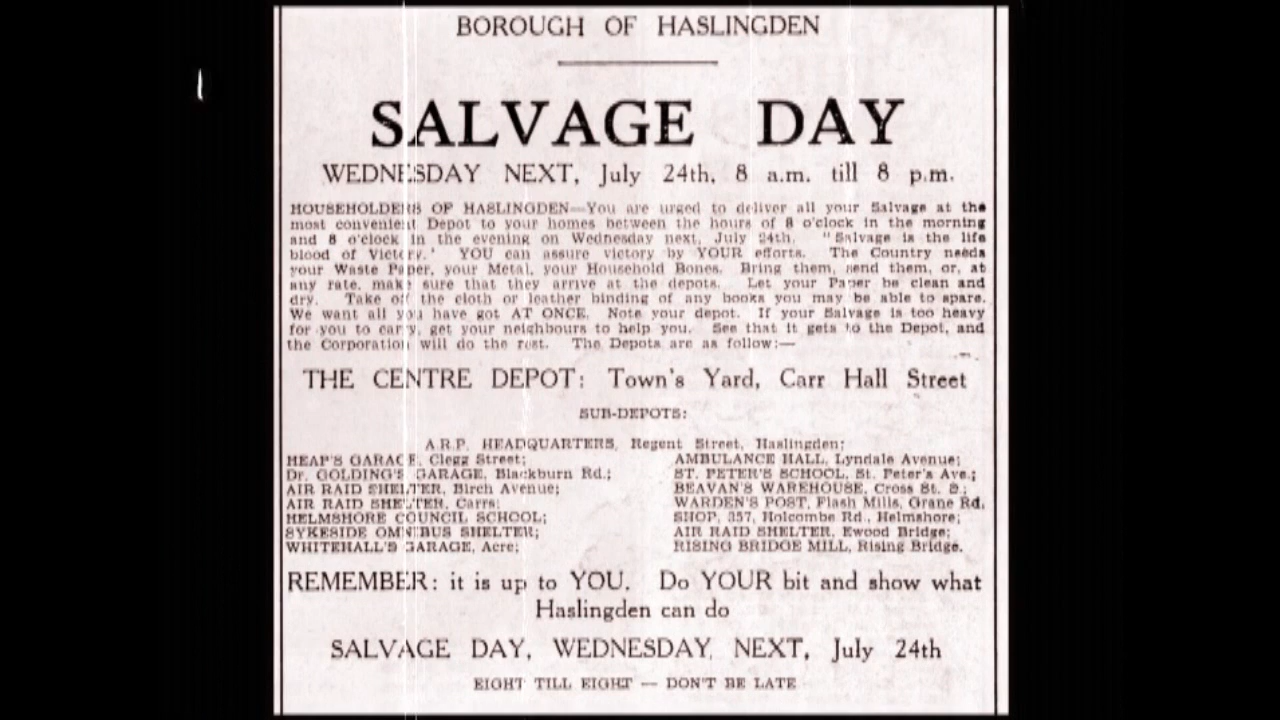 BOROUGH OF HASLINGDEN
SALVAGE DAY
WEDNESDAY NEXT, July 24th, 8 a.m. till 8 p.m.
HOUSEHOLDERS OF HASLINGDEN—You are urged to deliver all your Salvage at the
most convenient Depot to your homes between the hours of 8 o'clock in the morning
and 8 o'clock in the evening on Wednesday next, July 24th. "Salvage is the life
blood of Victory." YOU can assure victory by YOUR efforts. The Country needs
your Waste Paper, your Metal, your Household Bones. Bring them, send them, or, at
any rate, make sure that they arrive at the depots. Let your Paper be clean and
dry. Take off the cloth or leather binding of any books you may be able to spare.
We want all you have got AT ONCE. Note your depot. If your Salvage is too heavy
for you to carry, get your neighbours to help you. See that it gets to the Depot, and
the Corporation will do the rest. The Depots are as follow:—
THE CENTRE DEPOT: Town's Yard, Carr Hall Street
SUB-DEPOTS:
A.R.P. HEADQUARTERS, Regent Street, Haslingden;
HEAP'S GARAGE, Clegg Street;
Dr. GOLDING'S GARAGE, Blackburn Rd.;
AIR RAID SHELTER, Birch Avenue;
AIR RAID SHELTER, Carrs;
HELMSHORE COUNCIL SCHOOL;
SYKESIDE OMNIBUS SHELTER;
WHITEHALL'S GARAGE, Acre;
AMBULANCE HALL, Lyndale Avenue;
ST. PETER'S SCHOOL, St. Peter's Ave.;
BEAVAN'S WAREHOUSE, Cross St. S.;
WARDEN'S POST, Flash Mills, Grane Rd.
SHOP, 357, Holcombe Rd., Helmshore;
AIR RAID SHELTER, Ewood Bridge;
RISING BRIDGE MILL, Rising Bridge.
REMEMBER: it is up to YOU. Do YOUR bit and show what
Haslingden can do
SALVAGE DAY, WEDNESDAY, NEXT, July 24th
EIGHT TILL EIGHT — DON'T BE LATE